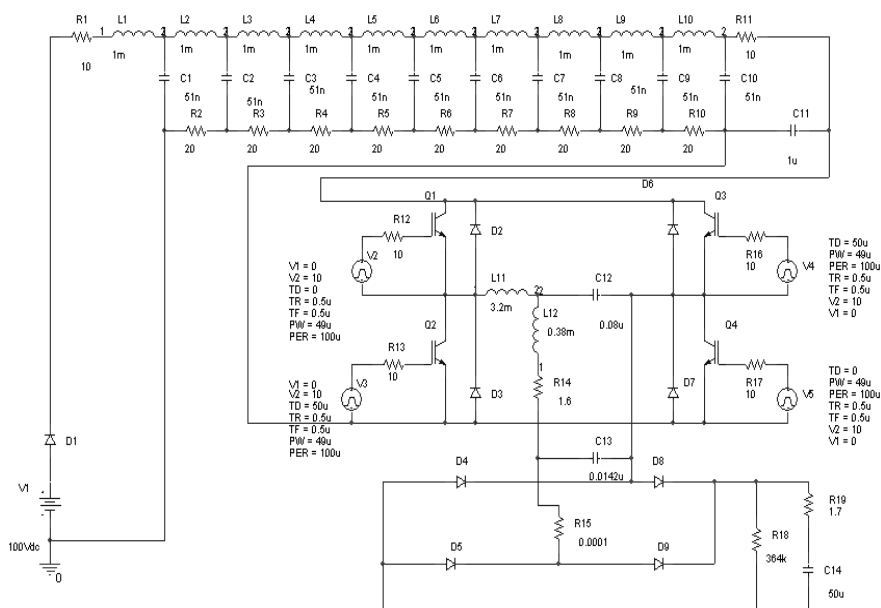 R1 1 L1 2 L2 2 L3 2 L4 2 L5 2 L6 2 L7 2 L8 2 L9 2 L10 2 R11
10 1m 1m 1m 1m 1m 1m 1m 1m 1m 1m 10
C1 C2 C3 C4 C5 C6 C7 C8 C9 C10
51n 51n 51n 51n 51n 51n 51n 51n 51n 51n
R2 R3 R4 R5 R6 R7 R8 R9 R10 C11
20 20 20 20 20 20 20 20 20 1u
D6
Q1 Q3
R12 D2 R16
10 V2 10 V4
V1 = 0
V2 = 10
TD = 0
TR = 0.5u
TF = 0.5u
PW = 49u
PER = 100u
TD = 50u
PW = 49u
PER = 100u
TR = 0.5u
TF = 0.5u
V2 = 10
V1 = 0
L11 22 C12
3.2m L12 0.08u
0.38m
Q2 Q4
R13 1 R17
10 V3 D3 R14 D7 10 V5
1.6
V1 = 0
V2 = 10
TD = 50u
TR = 0.5u
TF = 0.5u
PW = 49u
PER = 100u
TD = 0
PW = 49u
PER = 100u
TR = 0.5u
TF = 0.5u
V2 = 10
V1 = 0
D1
C13
0.0142u
D4 D8
V1
R15 R18 R19
0.0001 364k 1.7
100Vdc
D5 D9
C14
50u
0